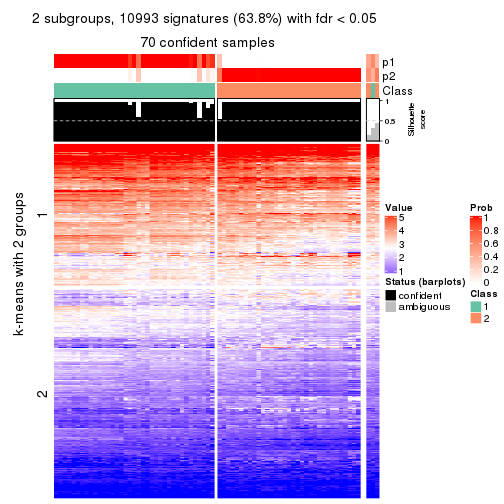 2 subgroups, 10993 signatures (63.8%) with fdr < 0.05
70 confident samples
p1
p2
Class
1
0.5
0
Silhouette
score
k-means with 2 groups
1
2
Value
5
4
3
2
1
Status (barplots)
confident
ambiguous
Prob
1
0.8
0.6
0.4
0.2
0
Class
1
2